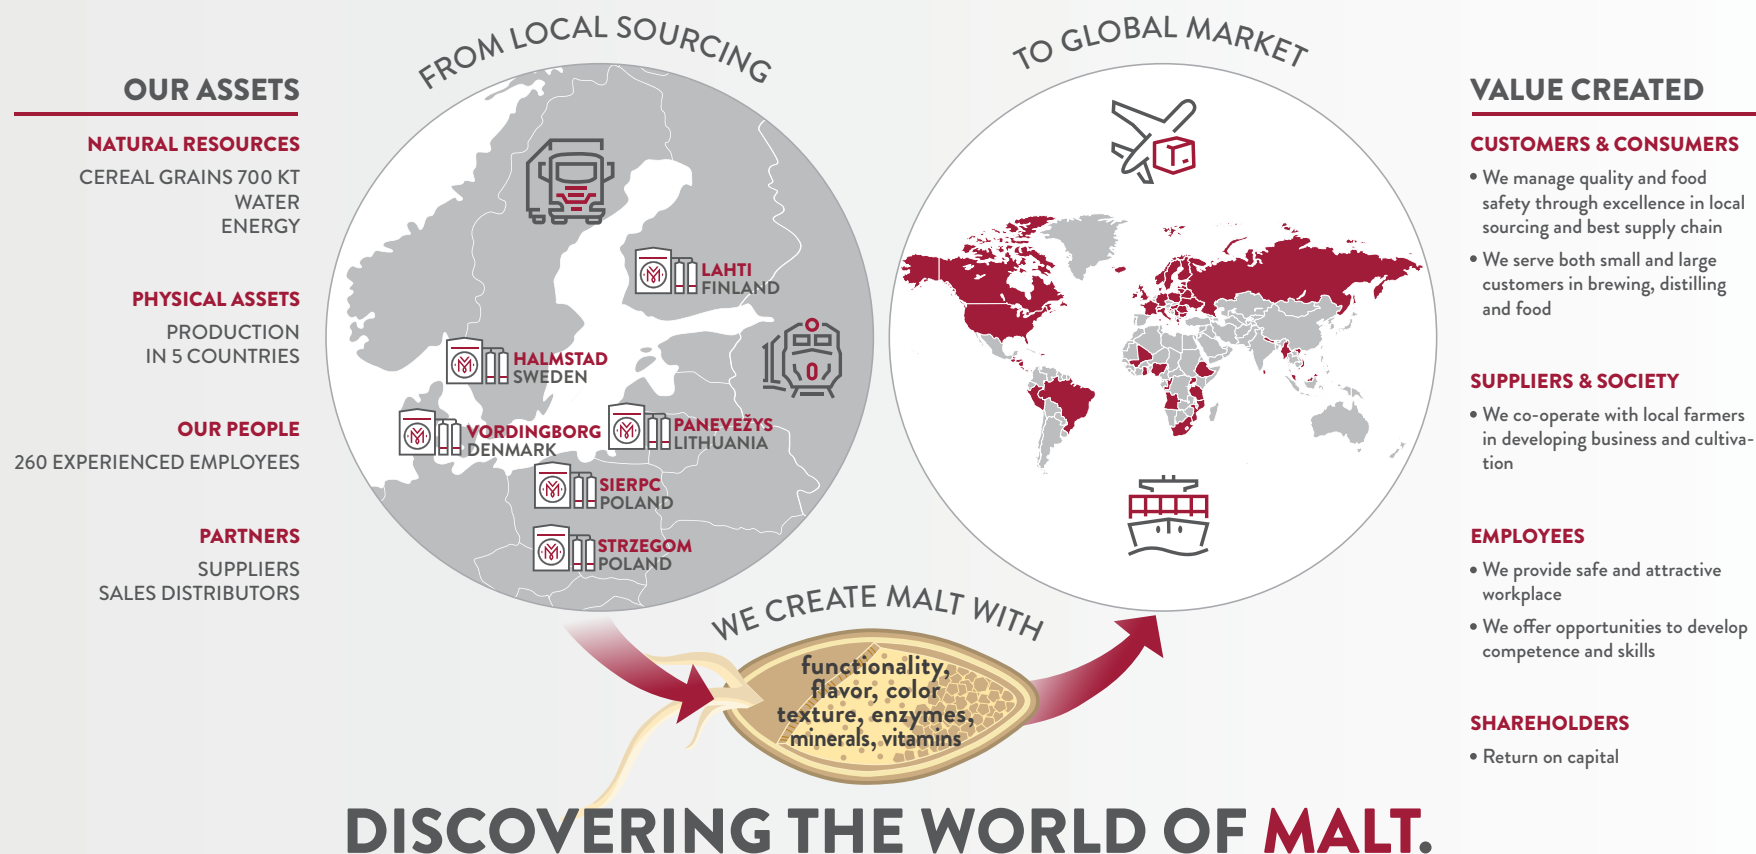 FROM LOCAL SOURCING
TO GLOBAL MARKET
OUR ASSETS
NATURAL RESOURCES
CEREAL GRAINS 700 KT
WATER
ENERGY
PHYSICAL ASSETS
PRODUCTION
IN 5 COUNTRIES
OUR PEOPLE
260 EXPERIENCED EMPLOYEES
PARTNERS
SUPPLIERS
SALES DISTRIBUTORS
LAHTI
FINLAND
HALMSTAD
SWEDEN
VORDINGBORG
DENMARK
PANEVEŽYS
LITHUANIA
SIERPC
POLAND
STRZEGOM
POLAND
WE CREATE MALT WITH
functionality,
flavor, color
texture, enzymes,
minerals, vitamins
VALUE CREATED
CUSTOMERS & CONSUMERS
• We manage quality and food
safety through excellence in local
sourcing and best supply chain
• We serve both small and large
customers in brewing, distilling
and food
SUPPLIERS & SOCIETY
• We co-operate with local farmers
in developing business and cultiva-
tion
EMPLOYEES
• We provide safe and attractive
workplace
• We offer opportunities to develop
competence and skills
SHAREHOLDERS
• Return on capital
DISCOVERING THE WORLD OF MALT.